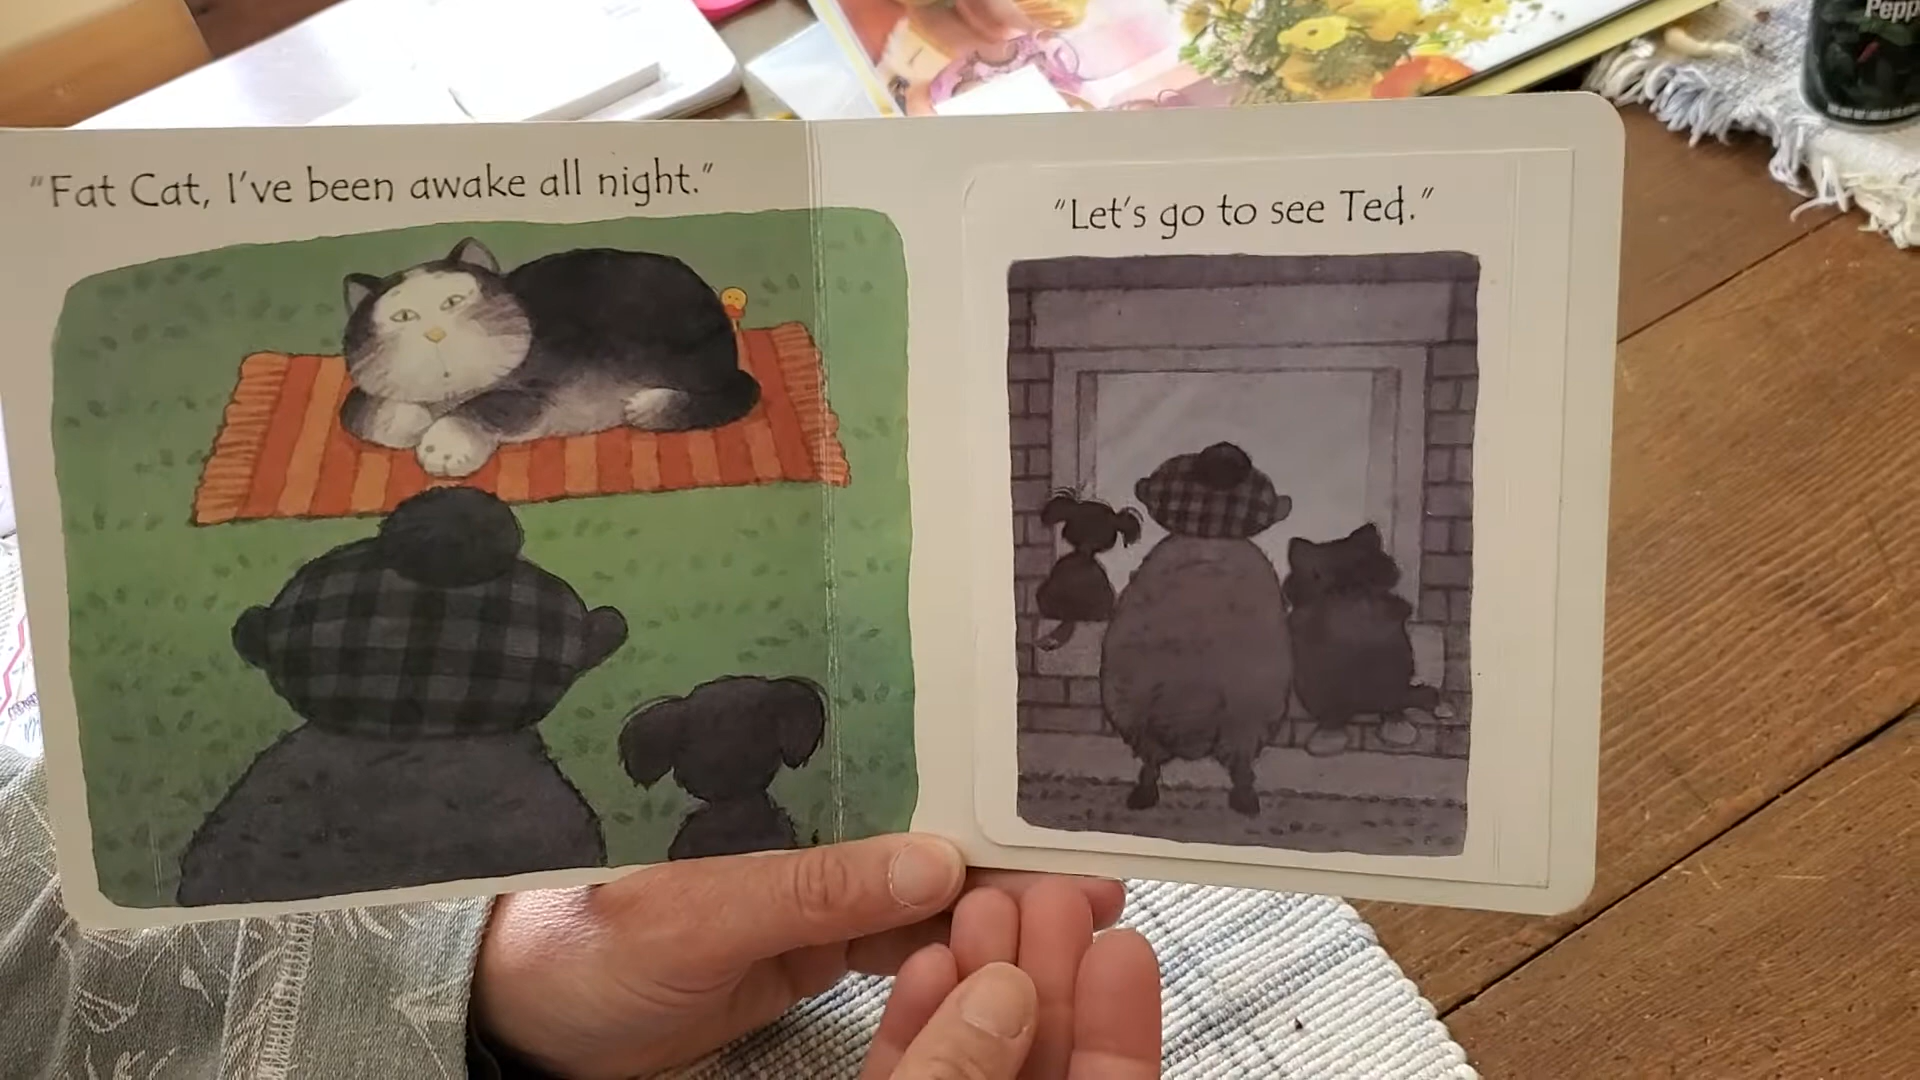 "Fat Cat, I've been awake all night."
"Let's go to see Ted."